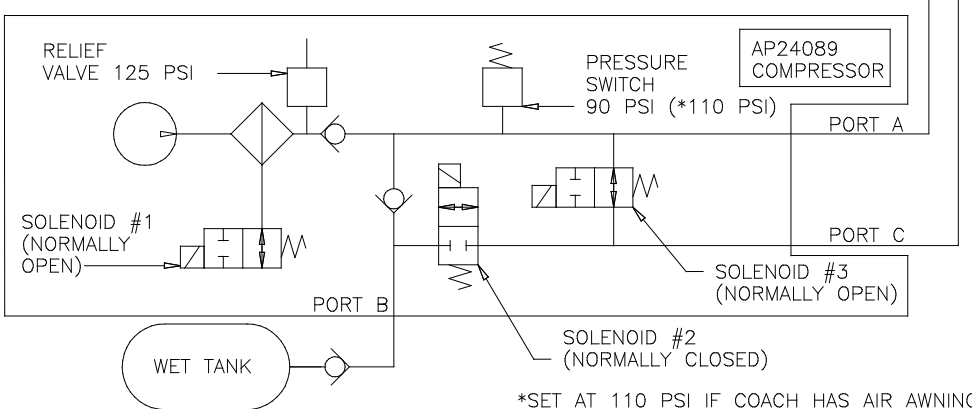 RELIEF
VALVE 125 PSI
PRESSURE
SWITCH
90 PSI (*110 PSI)
AP24089
COMPRESSOR
PORT A
SOLENOID #1
(NORMALLY
OPEN)
PORT C
SOLENOID #3
(NORMALLY OPEN)
PORT B
SOLENOID #2
(NORMALLY CLOSED)
WET TANK
*SET AT 110 PSI IF COACH HAS AIR AWNING